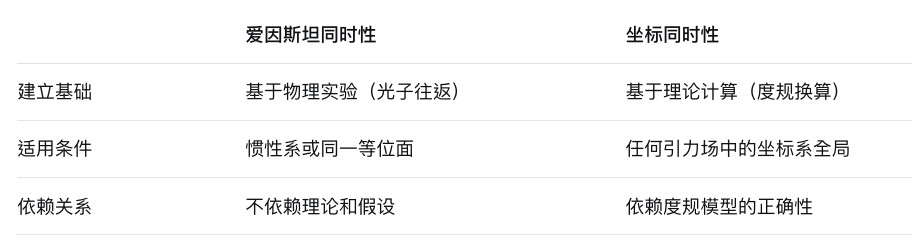 爱因斯坦同时性 坐标同时性
建立基础 基于物理实验（光子往返） 基于理论计算（度规换算）
适用条件 惯性系或同一等位面 任何引力场中的坐标系全局
依赖关系 不依赖理论和假设 依赖度规模型的正确性